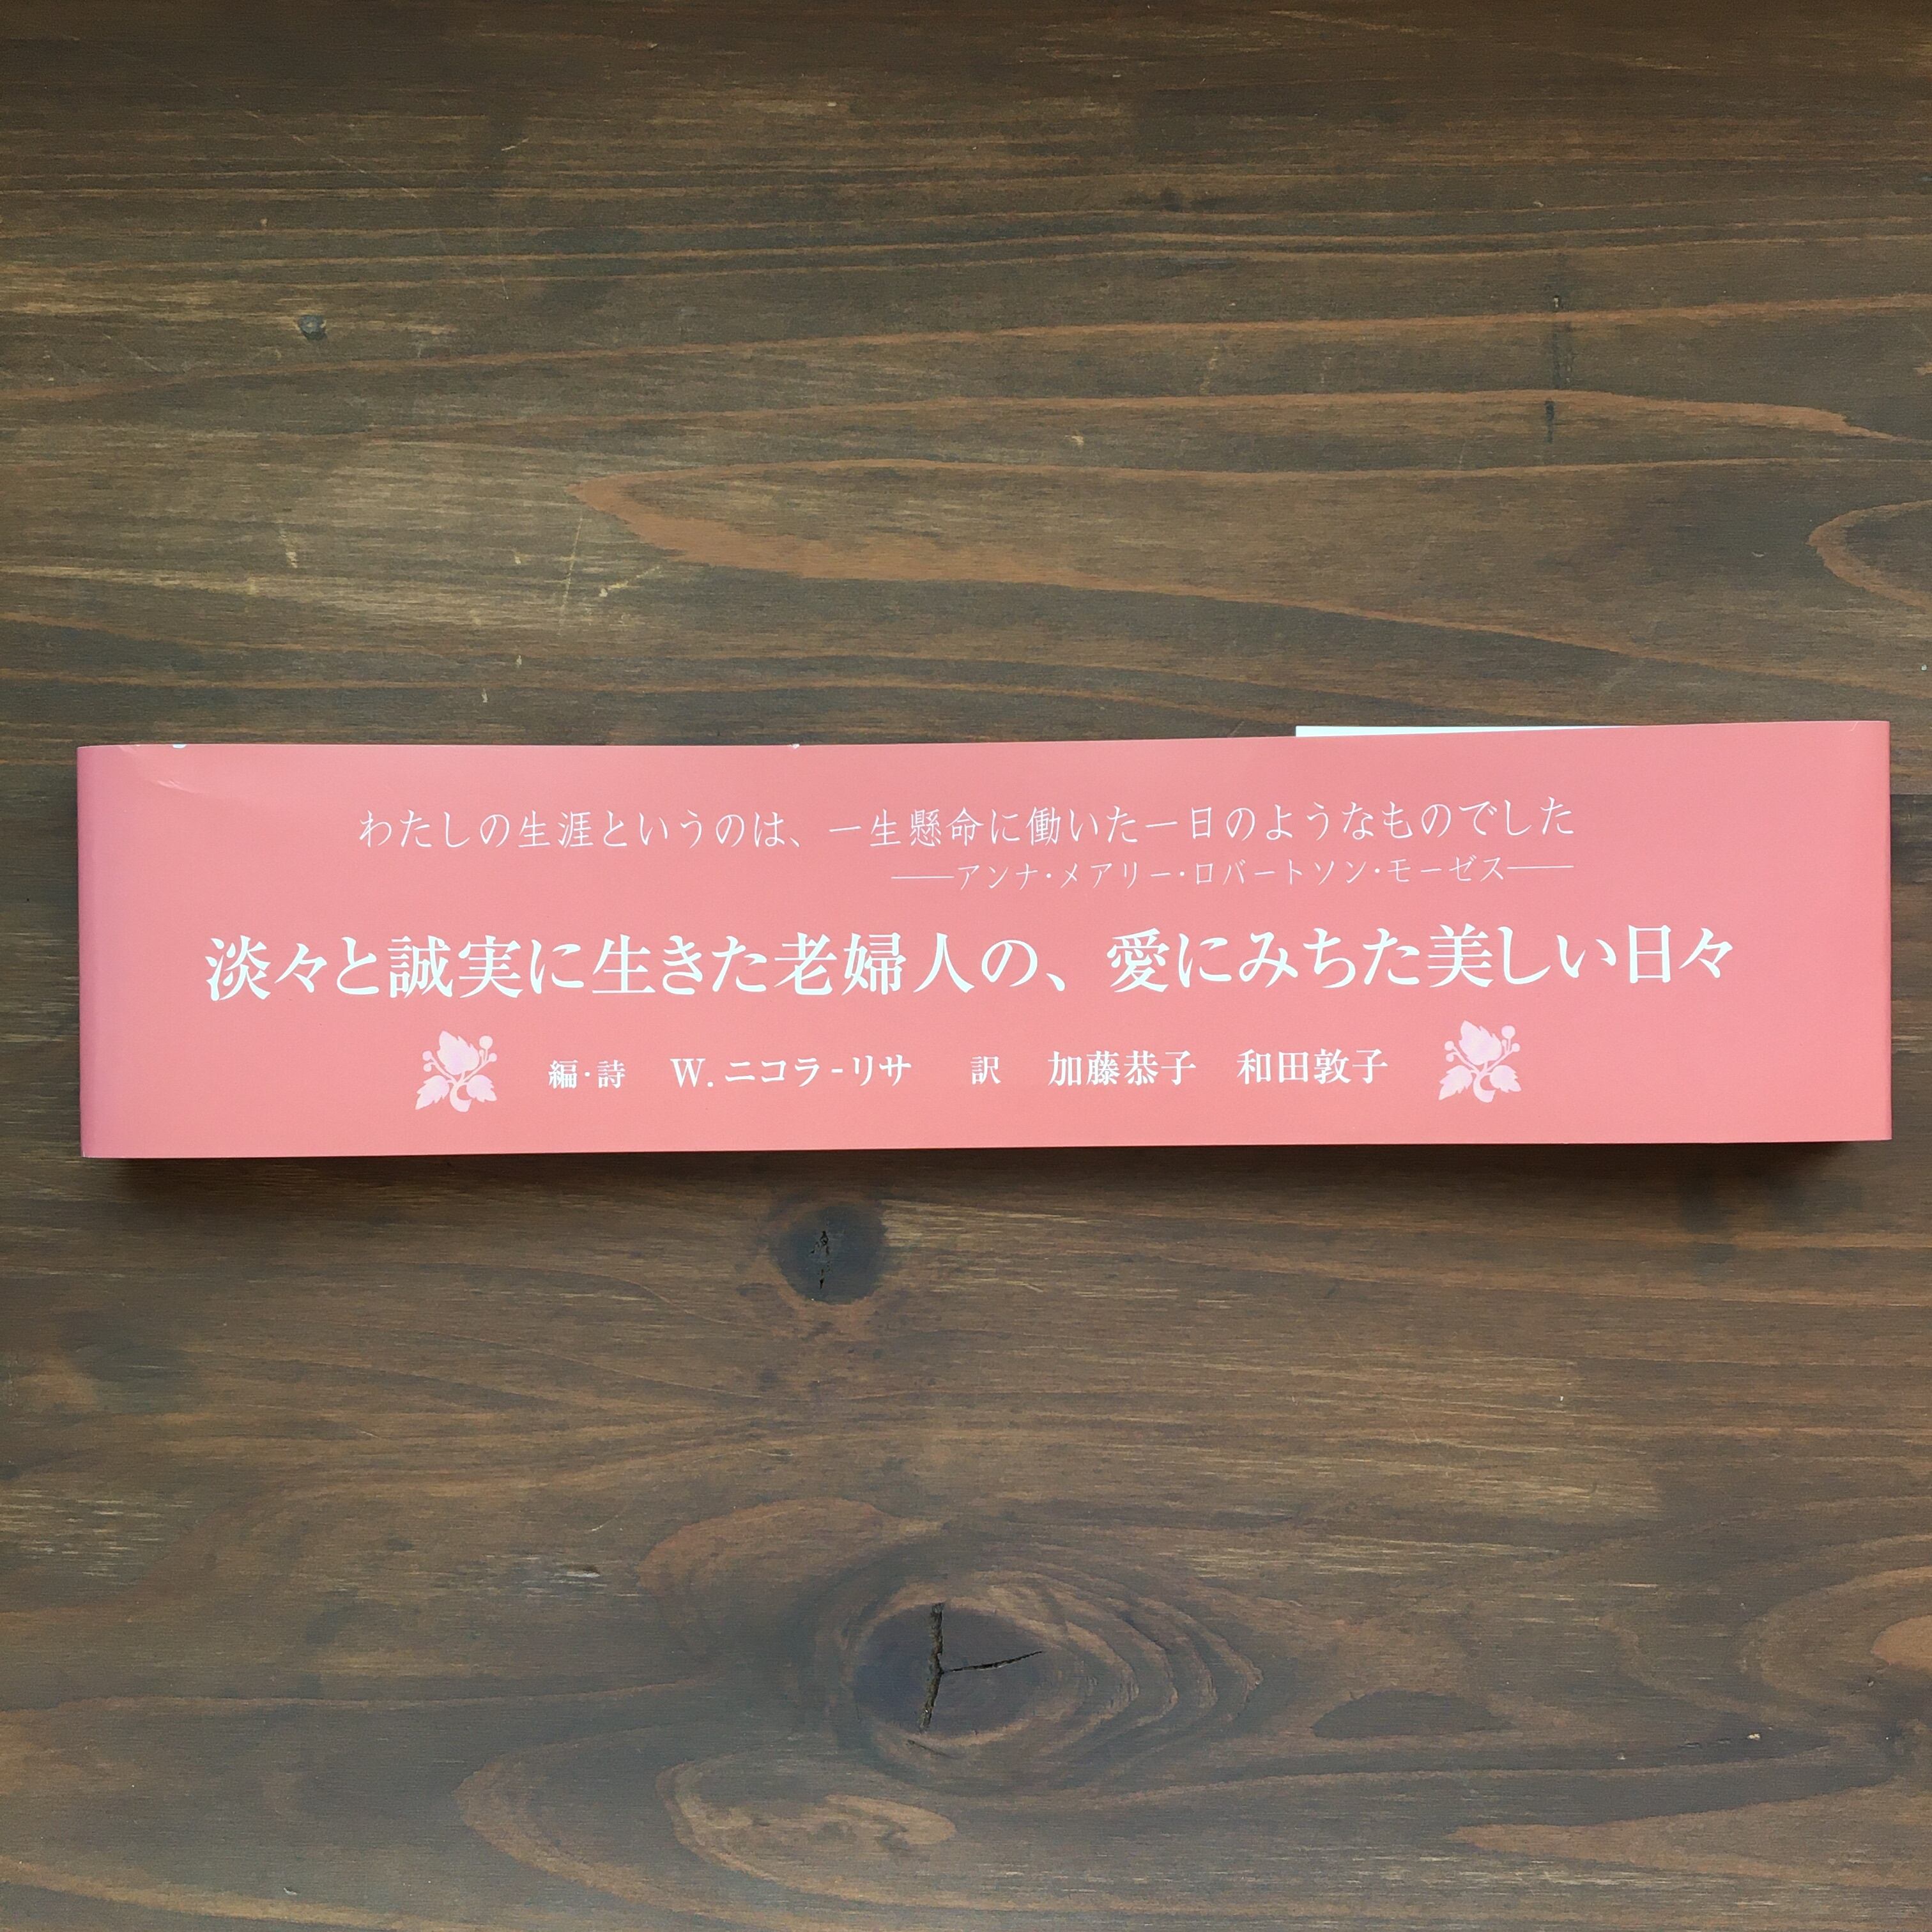 わたしの生涯というのは、一生懸命に働いた一日のようなものでした
——アンナ・メアリー・ロバートソン・モーゼス——
淡々と誠実に生きた老婦人の、愛にみちた美しい日々
編・詩 W.ニコラ-リサ 訳 加藤恭子 和田敦子